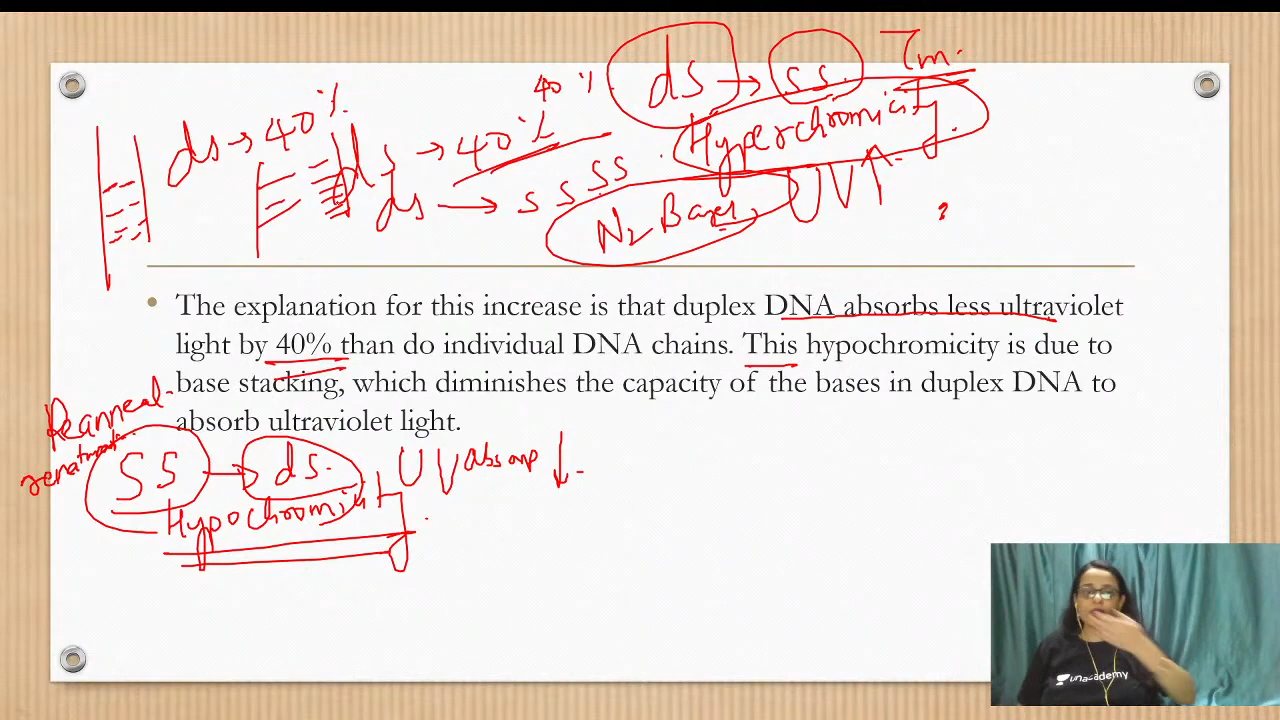 ds → ss Tm.
40 %
ds → 40 %
ds → 40 %
Hyperchromicity.
ds → ss ss
N2 Bases UV ↑
• The explanation for this increase is that duplex DNA absorbs less ultraviolet
light by 40% than do individual DNA chains. This hypochromicity is due to
base stacking, which diminishes the capacity of the bases in duplex DNA to
absorb ultraviolet light.
Reanneal
SS → ds. UV absorp ↓
Hypochromicity
unacademy